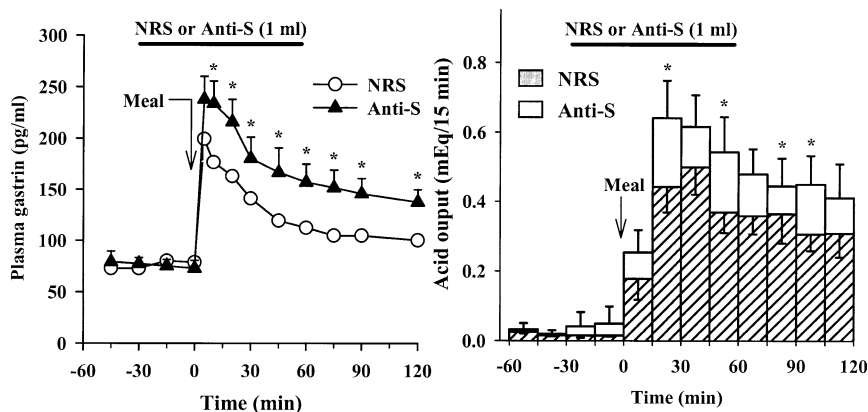 NRS or Anti-S (1 ml)
300
250
200
150
100
50
0
Plasma gastrin (pg/ml)
Meal
NRS
Anti-S
* * * * * * * *
-60 -30 0 30 60 90 120
Time (min)
NRS or Anti-S (1 ml)
0.8
0.6
0.4
0.2
0.0
Acid ouput (mEq/15 min)
NRS
Anti-S
Meal
* * * *
-60 -30 0 30 60 90 120
Time (min)